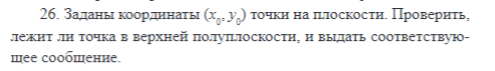 26. Заданы координаты (x₀, y₀) точки на плоскости. Проверить,
лежит ли точка в верхней полуплоскости, и выдать соответствую-
щее сообщение.